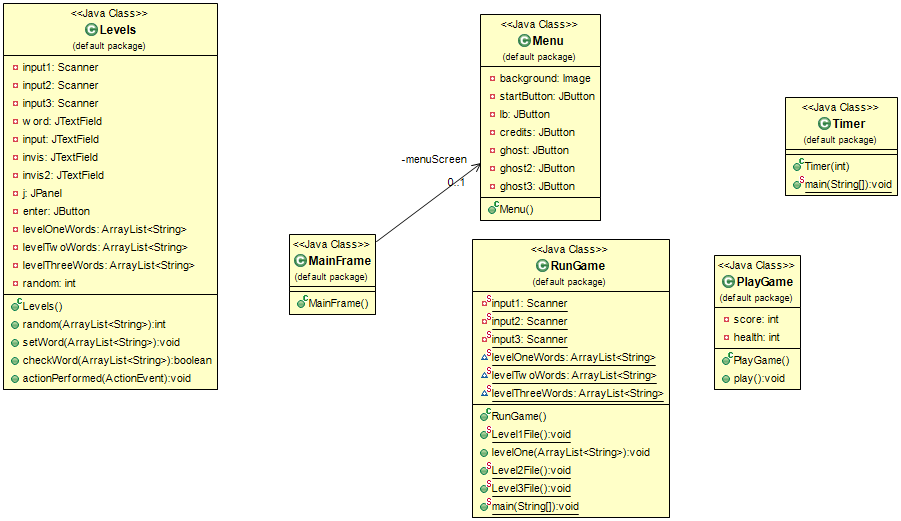 <<Java Class>>
Levels
(default package)
input1: Scanner
input2: Scanner
input3: Scanner
word: JTextField
input: JTextField
invis: JTextField
invis2: JTextField
j: JPanel
enter: JButton
levelOneWords: ArrayList<String>
levelTwoWords: ArrayList<String>
levelThreeWords: ArrayList<String>
random: int
Levels()
random(ArrayList<String>):int
setWord(ArrayList<String>):void
checkWord(ArrayList<String>):boolean
actionPerformed(ActionEvent):void
<<Java Class>>
Menu
(default package)
background: Image
startButton: JButton
lb: JButton
credits: JButton
ghost: JButton
ghost2: JButton
ghost3: JButton
Menu()
-menuScreen
0..1
<<Java Class>>
MainFrame
(default package)
MainFrame()
<<Java Class>>
RunGame
(default package)
input1: Scanner
input2: Scanner
input3: Scanner
levelOneWords: ArrayList<String>
levelTwoWords: ArrayList<String>
levelThreeWords: ArrayList<String>
RunGame()
Level1File():void
levelOne(ArrayList<String>):void
Level2File():void
Level3File():void
main(String[]):void
<<Java Class>>
Timer
(default package)
Timer(int)
main(String[]):void
<<Java Class>>
PlayGame
(default package)
score: int
health: int
PlayGame()
play():void